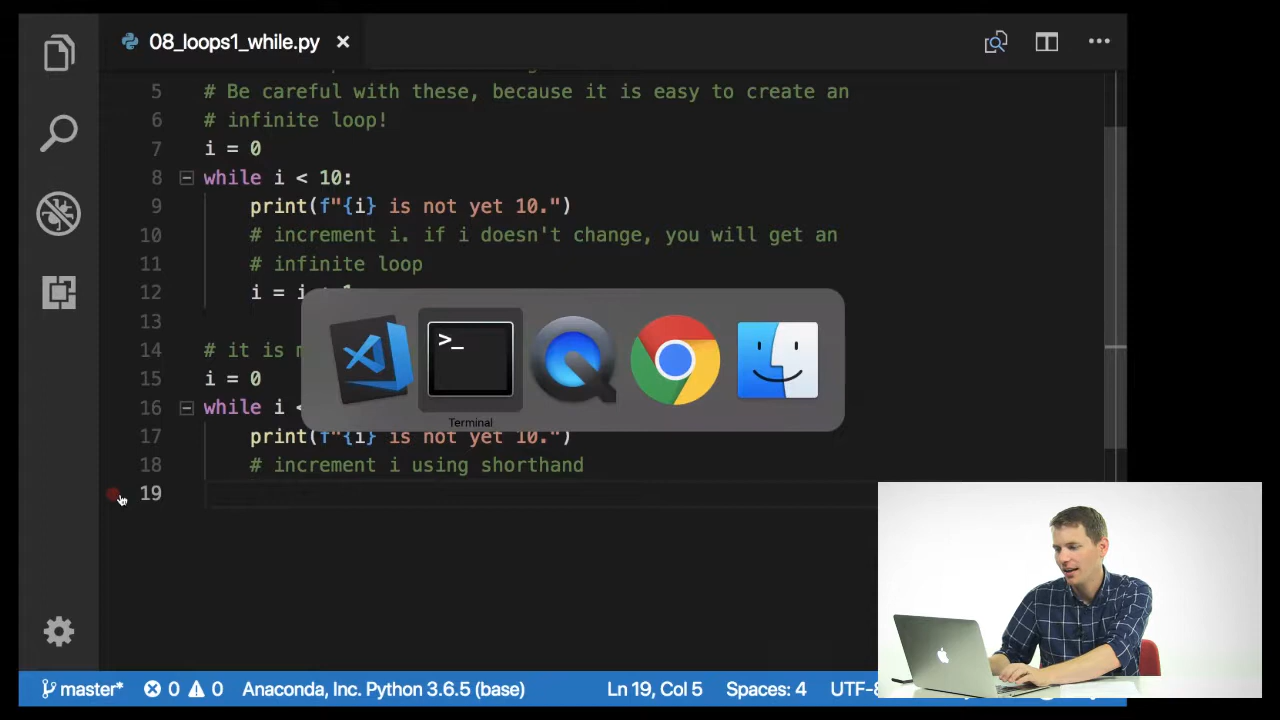 08_loops1_while.py
5 # Be careful with these, because it is easy to create an
6 # infinite loop!
7 i = 0
8 while i < 10:
9 print(f"{i} is not yet 10.")
10 # increment i. if i doesn't change, you will get an
11 # infinite loop
12 i = i
13
14 # it is
15 i = 0
16 while i <
17 print(f"{i} is not yet 10.")
18 # increment i using shorthand
19
>_
Terminal
master* 0 0 Anaconda, Inc. Python 3.6.5 (base) Ln 19, Col 5 Spaces: 4 UTF-8